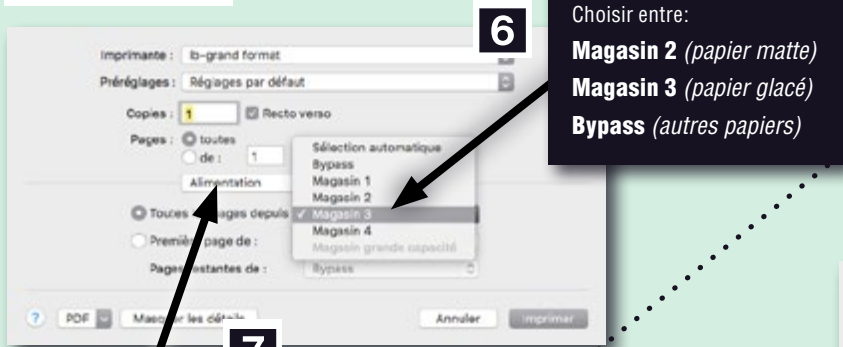 6
Choisir entre:
Magasin 2 (papier matte)
Magasin 3 (papier glacé)
Bypass (autres papiers)
Imprimante : lb-grand format
Préréglages : Réglages par défaut
Copies : 1 Recto verso
Pages : toutes
de : 1
Sélection automatique
Bypass
Magasin 1
Magasin 2
✓ Magasin 3
Magasin 4
Magasin grande capacité
Alimentation
Toutes pages depuis
Première page de :
Pages restantes de : Bypass
? PDF Masquer les détails Annuler Imprimer
7